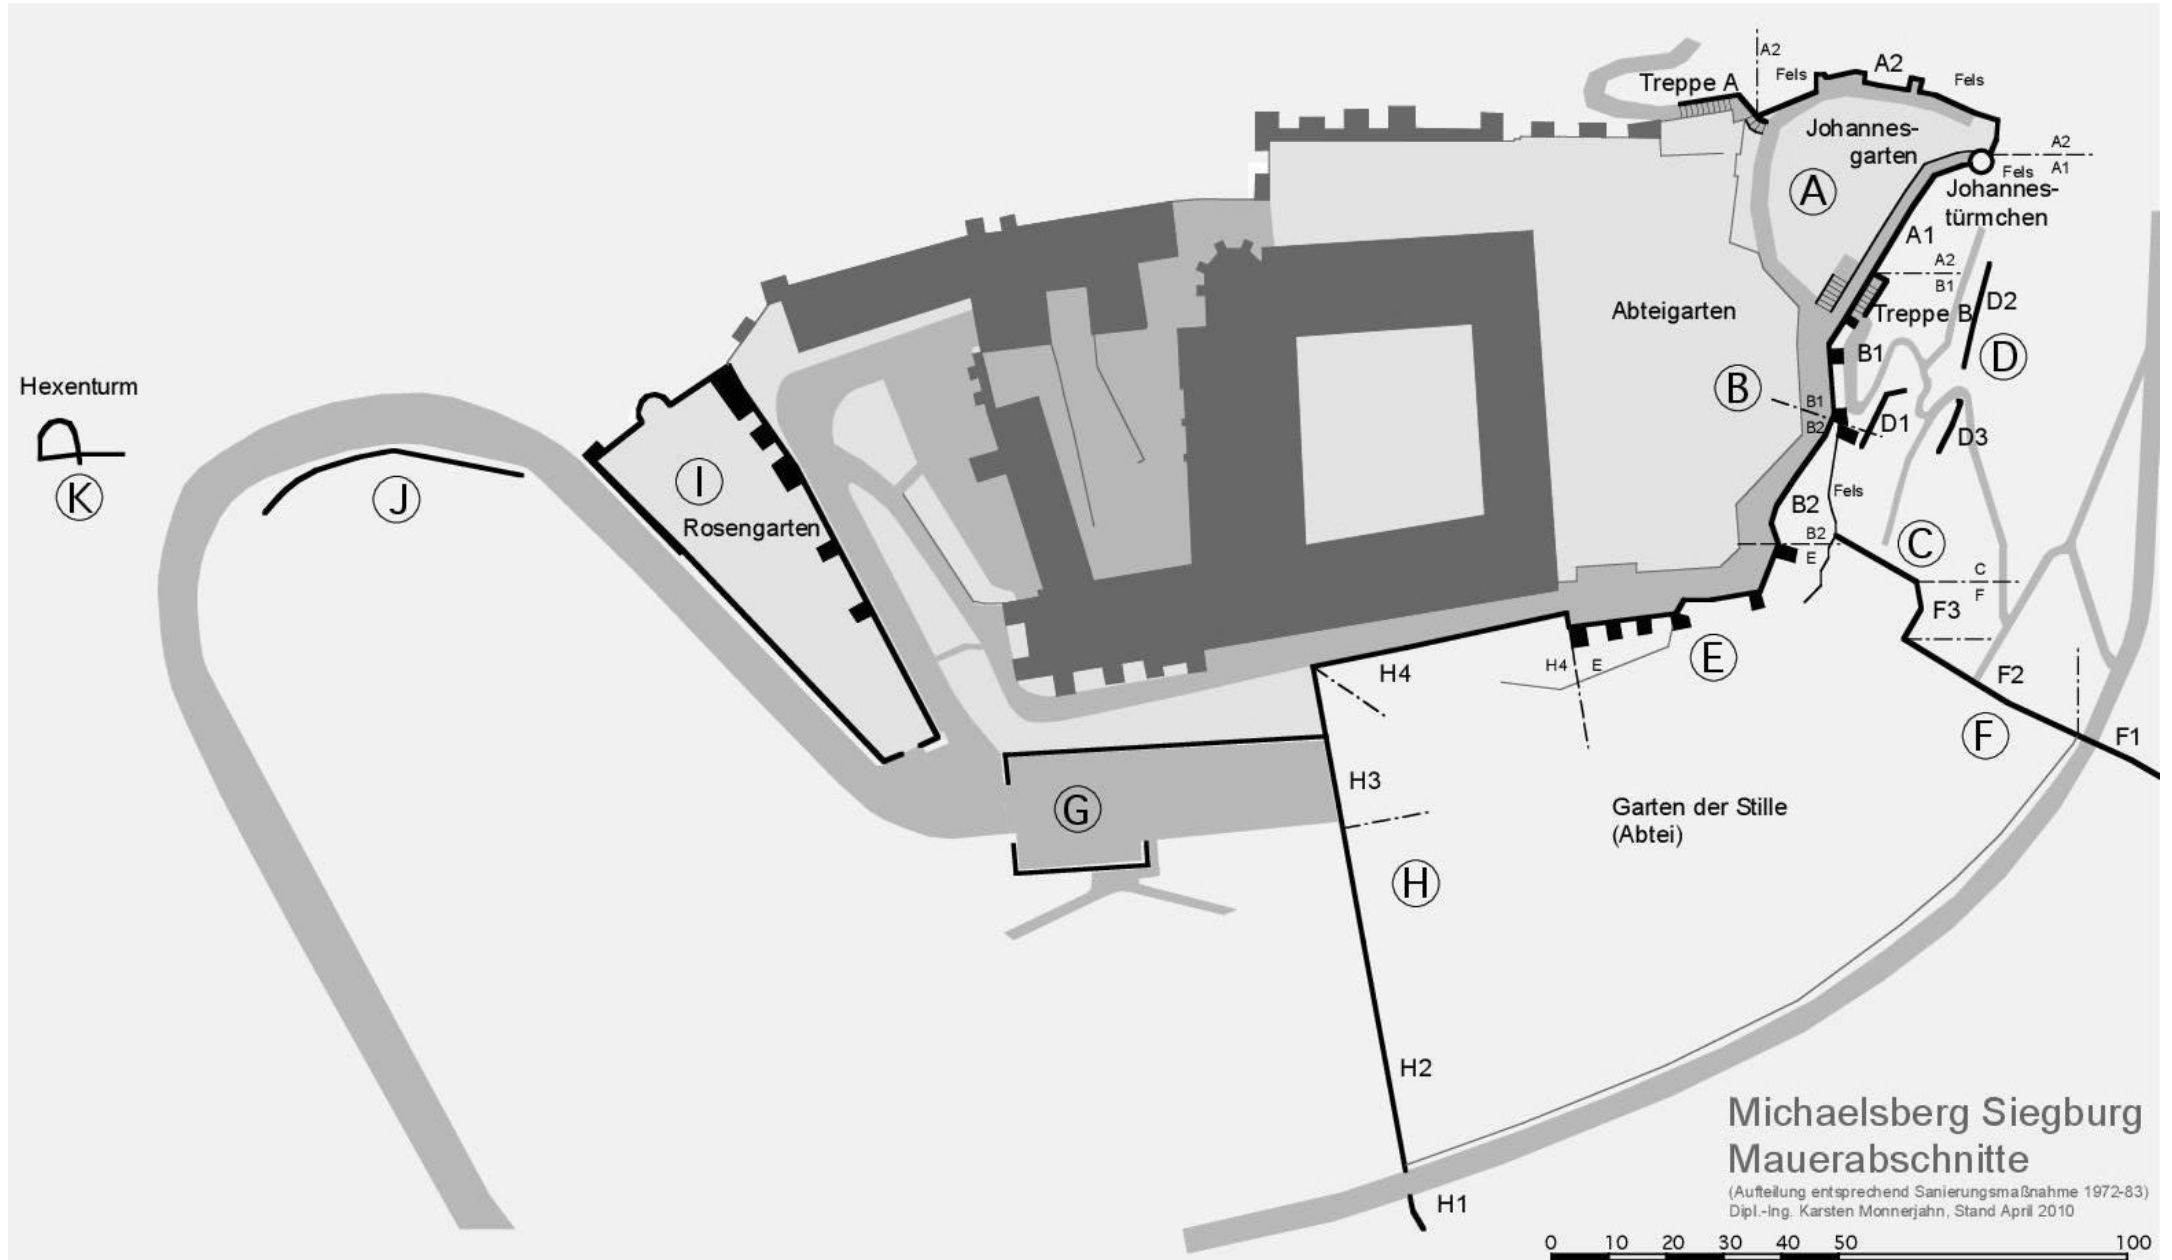 A2
Treppe A
Fels
A2
Fels
Johannes-
garten
A2
A1
Fels
A
Johannes-
türmchen
A1
A2
B1
D2
Abteigarten
Treppe B
B1
D
Hexenturm
B
B1
B2
D1
D3
I
Fels
K
J
B2
Rosengarten
B2
E
C
C
F
F3
H4
E
E
H4
F2
F
F1
H3
G
Garten der Stille
(Abtei)
H
H2
Michaelsberg Siegburg
Mauerabschnitte
(Aufteilung entsprechend Sanierungsmaßnahme 1972-83)
Dipl.-Ing. Karsten Monnerjahn, Stand April 2010
H1
0 10 20 30 40 50 100